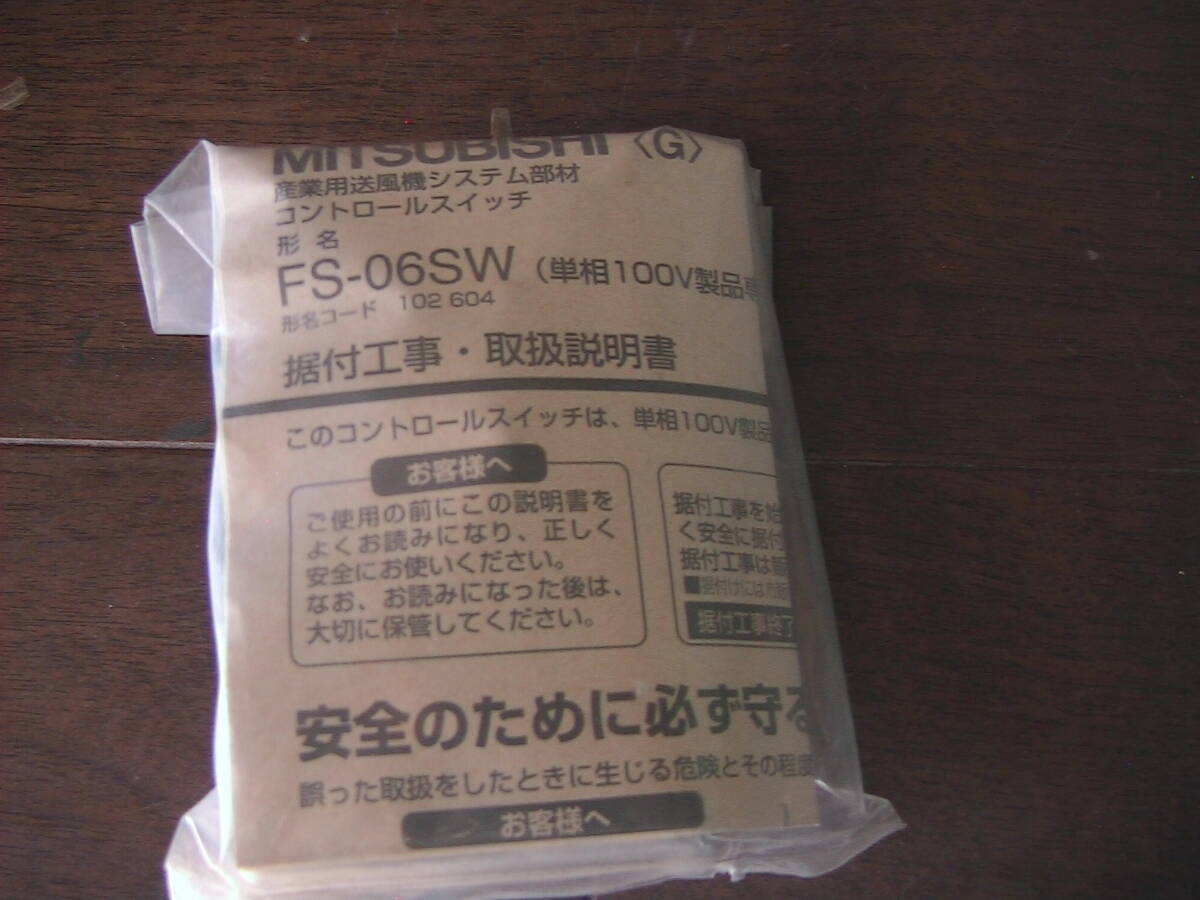 MITSUBISHI 〈G〉
産業用送風機システム部材
コントロールスイッチ
形 名
FS-06SW（単相100V製品専
形名コード 102 604
据付工事・取扱説明書
このコントロールスイッチは、単相100V製品
お客様へ
ご使用の前にこの説明書を
よくお読みになり、正しく
安全にお使いください。
なお、お読みになった後は、
大切に保管してください。
据付工事を始
く安全に据付
据付工事は
■据付けには
据付工事終了
安全のために必ず守る
誤った取扱をしたときに生じる危険とその程度
お客様へ